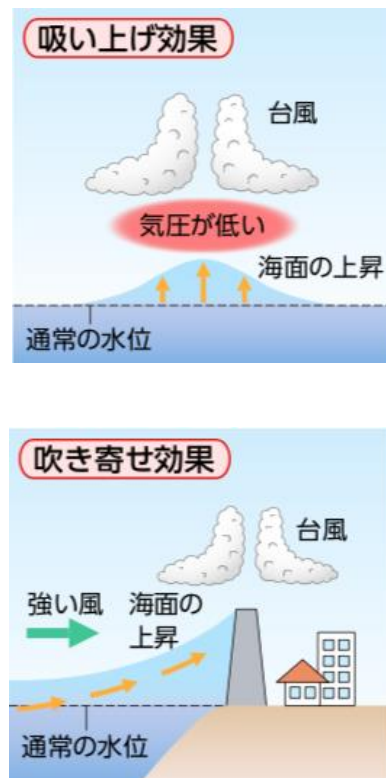 吸い上げ効果
台風
気圧が低い
海面の上昇
通常の水位
吹き寄せ効果
台風
強い風
海面の
上昇
通常の水位